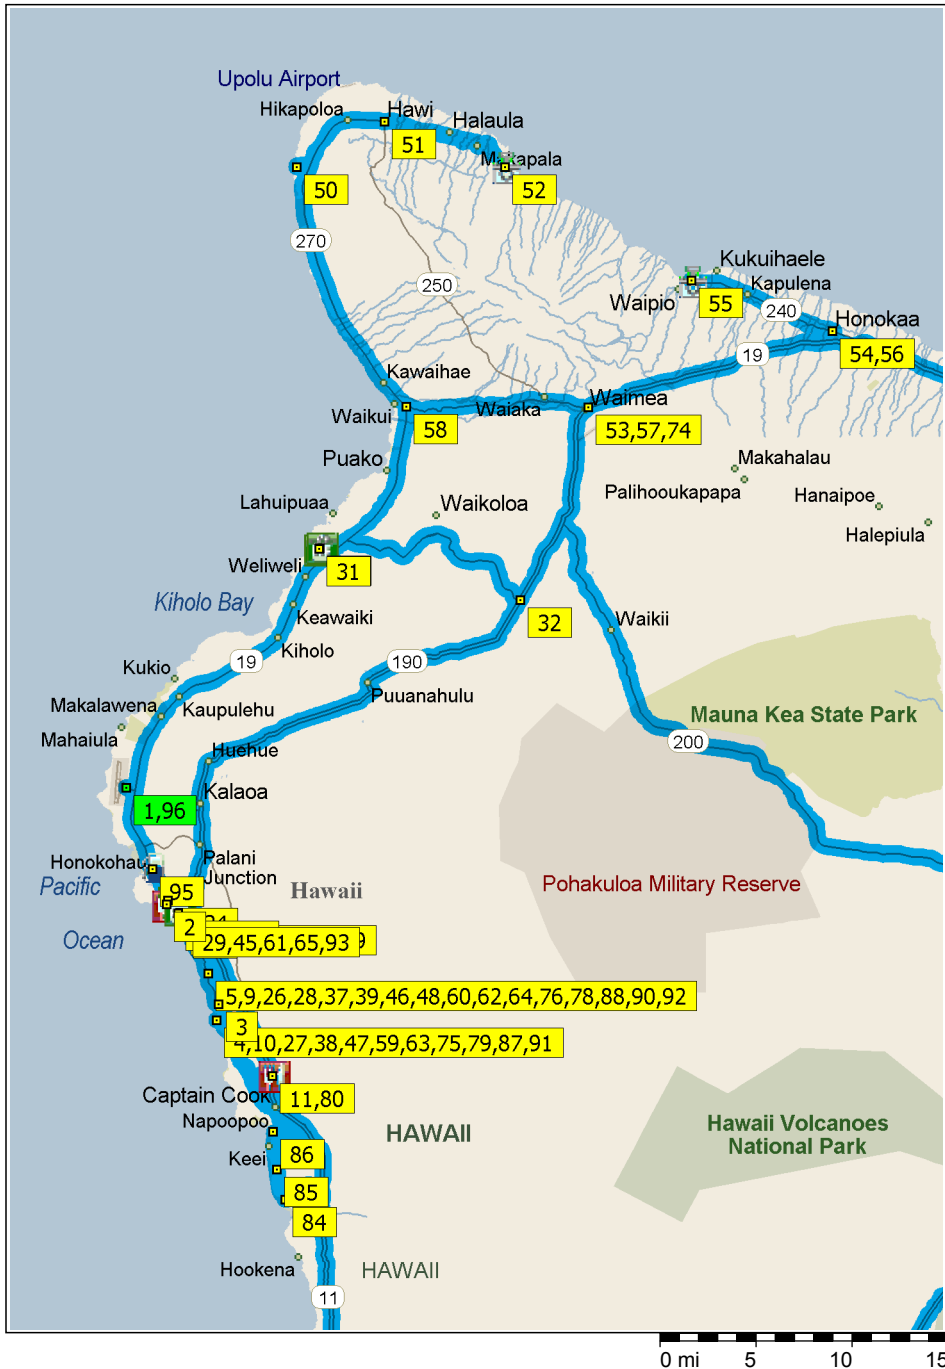 Upolu Airport
Hikapoloa
Hawi
Halaula
51
Makapala
50
52
270
Kukuihaele
250
Kapulena
Waipio
55
240
Honokaa
19
54,56
Kawaihae
Waikui
Waiaka
Waimea
58
53,57,74
Puako
Makahalau
Palihooukapapa
Hanaipoe
Lahuipuaa
Waikoloa
Halepiula
Weliweli
31
Kiholo Bay
Keawaiki
32
Waikii
Kiholo
19
190
Kukio
Puuanahulu
Makalawena
Kaupulehu
Mauna Kea State Park
Mahaiula
200
Huehue
Kalaoa
1,96
Honokohau
Palani
Junction
Pacific
95
Hawaii
Pohakuloa Military Reserve
2
Ocean
29,45,61,65,93
5,9,26,28,37,39,46,48,60,62,64,76,78,88,90,92
3
4,10,27,38,47,59,63,75,79,87,91
Captain Cook
11,80
Napoopoo
HAWAII
Hawaii Volcanoes
National Park
Keei
86
85
84
Hookena
HAWAII
11
0 mi
5
10
15